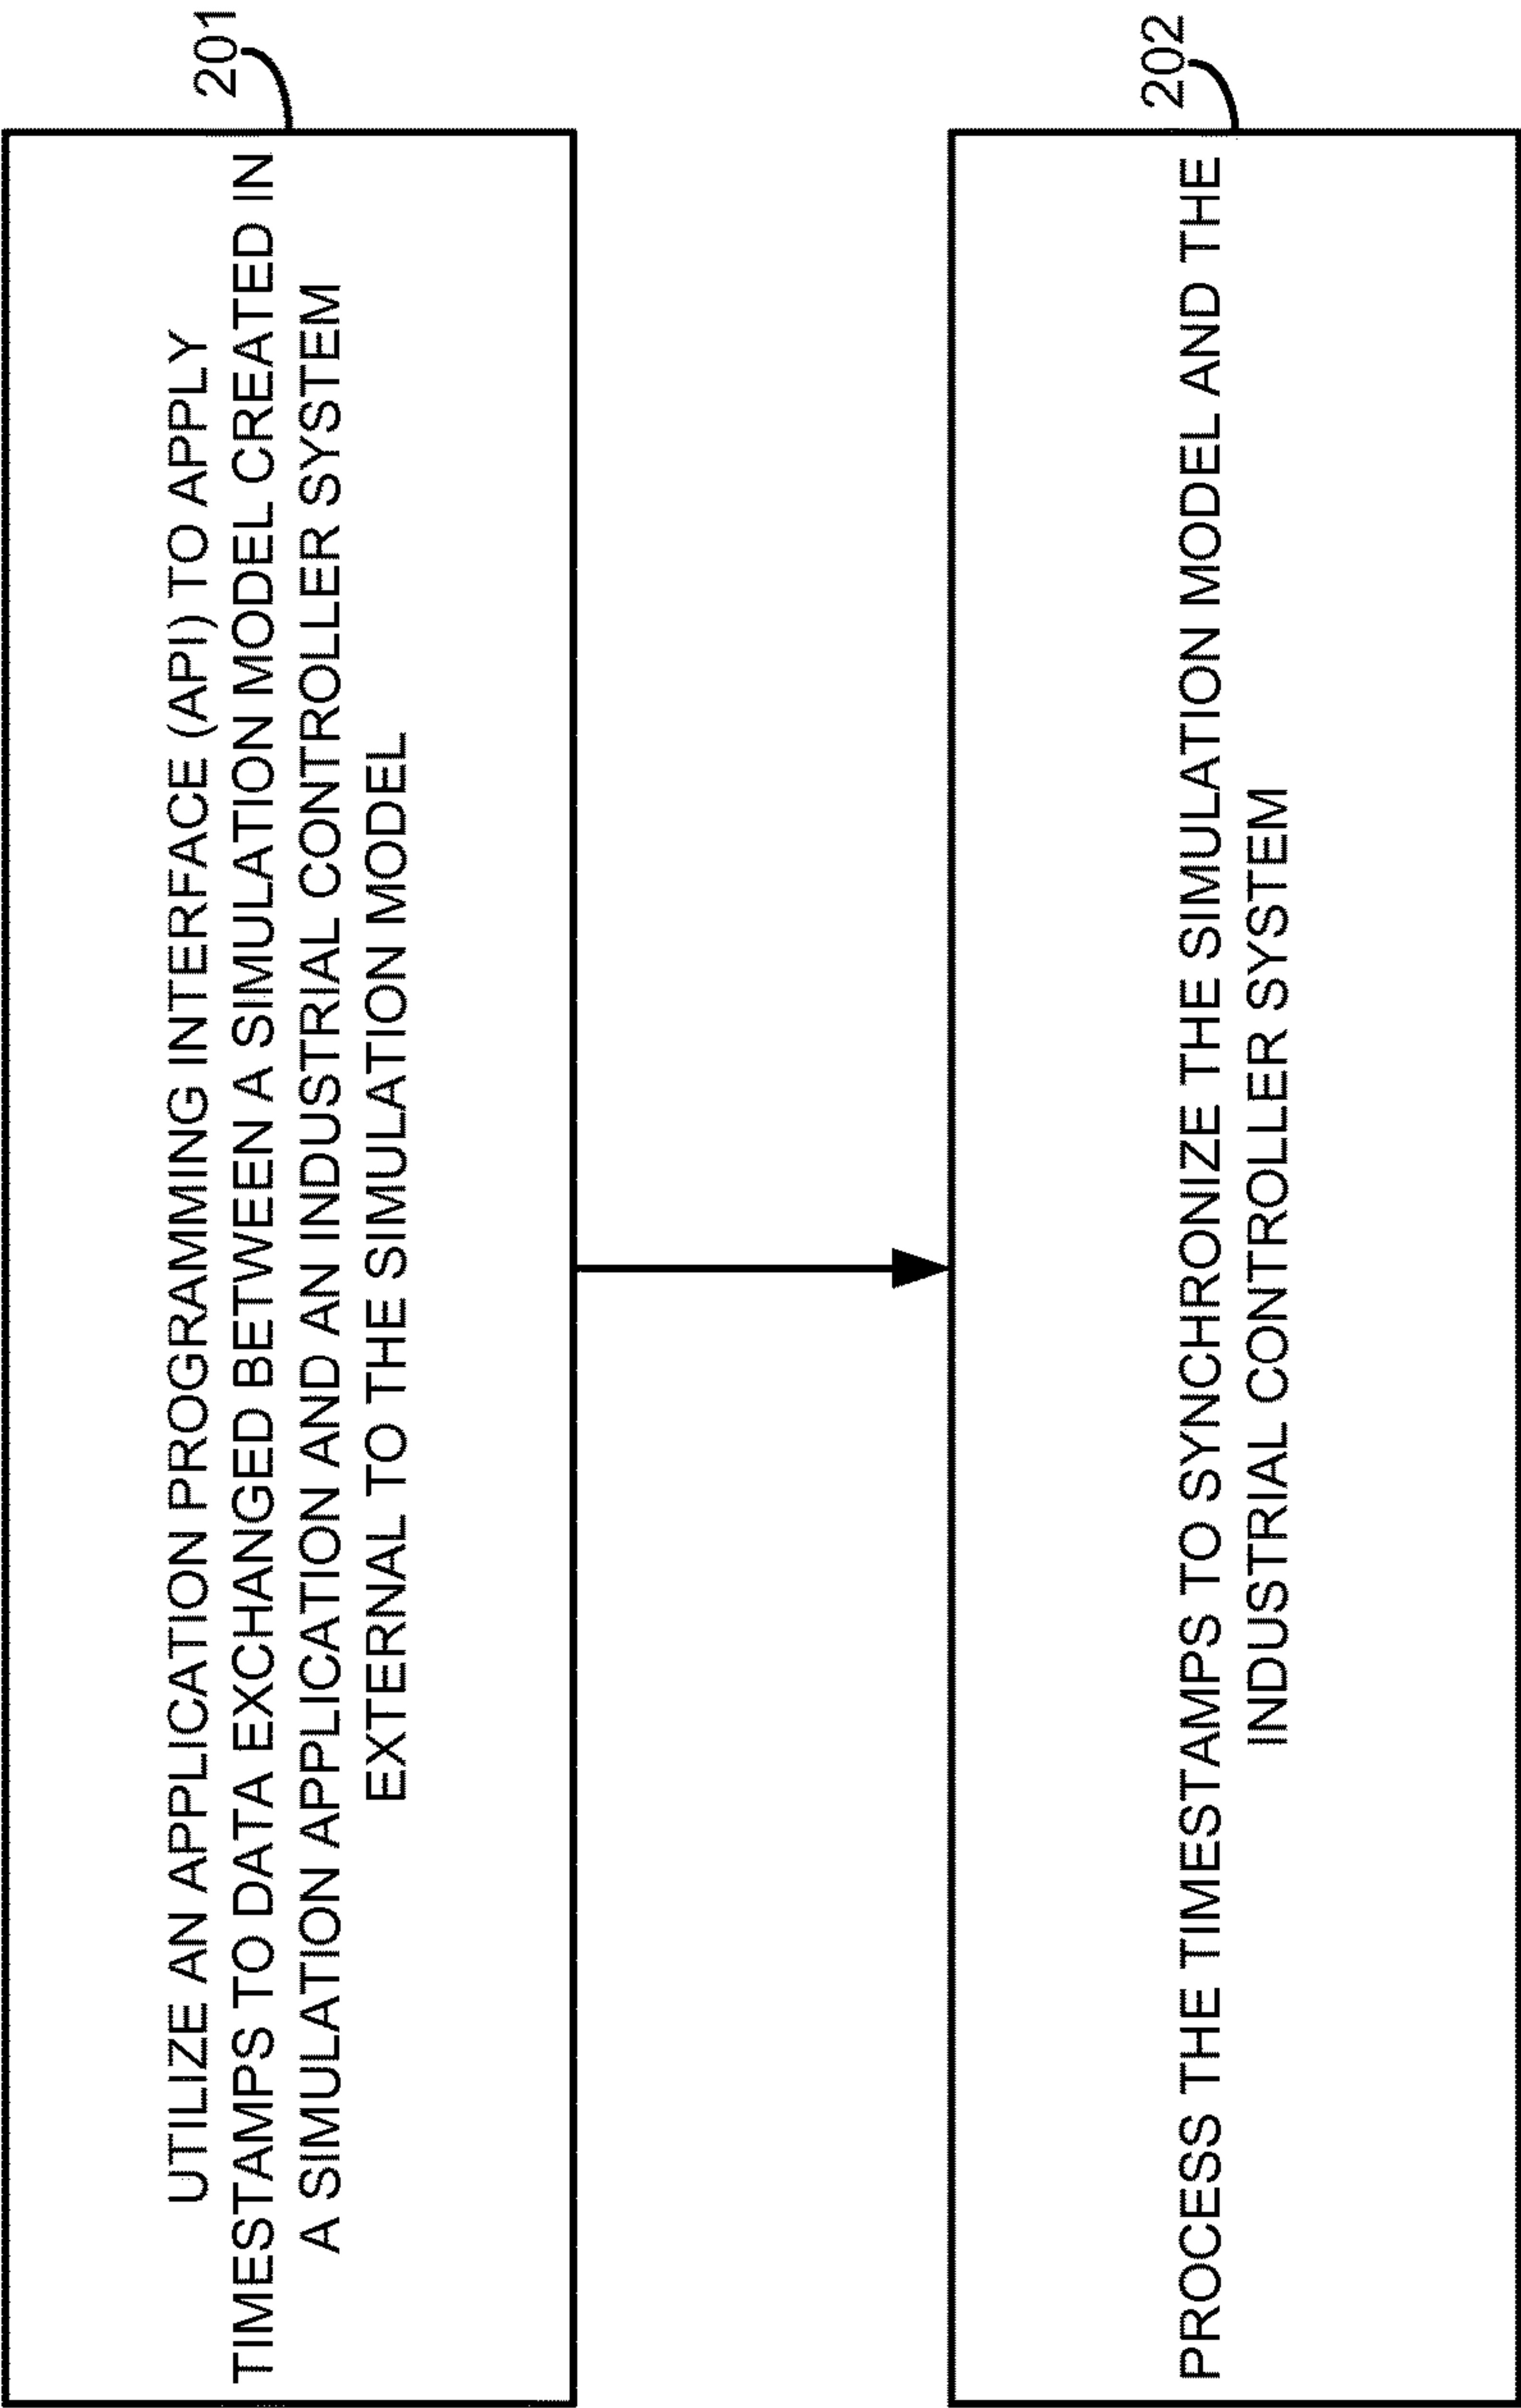 201
UTILIZE AN APPLICATION PROGRAMMING INTERFACE (API) TO APPLY
TIMESTAMPS TO DATA EXCHANGED BETWEEN A SIMULATION MODEL CREATED IN
A SIMULATION APPLICATION AND AN INDUSTRIAL CONTROLLER SYSTEM
EXTERNAL TO THE SIMULATION MODEL
202
PROCESS THE TIMESTAMPS TO SYNCHRONIZE THE SIMULATION MODEL AND THE
INDUSTRIAL CONTROLLER SYSTEM